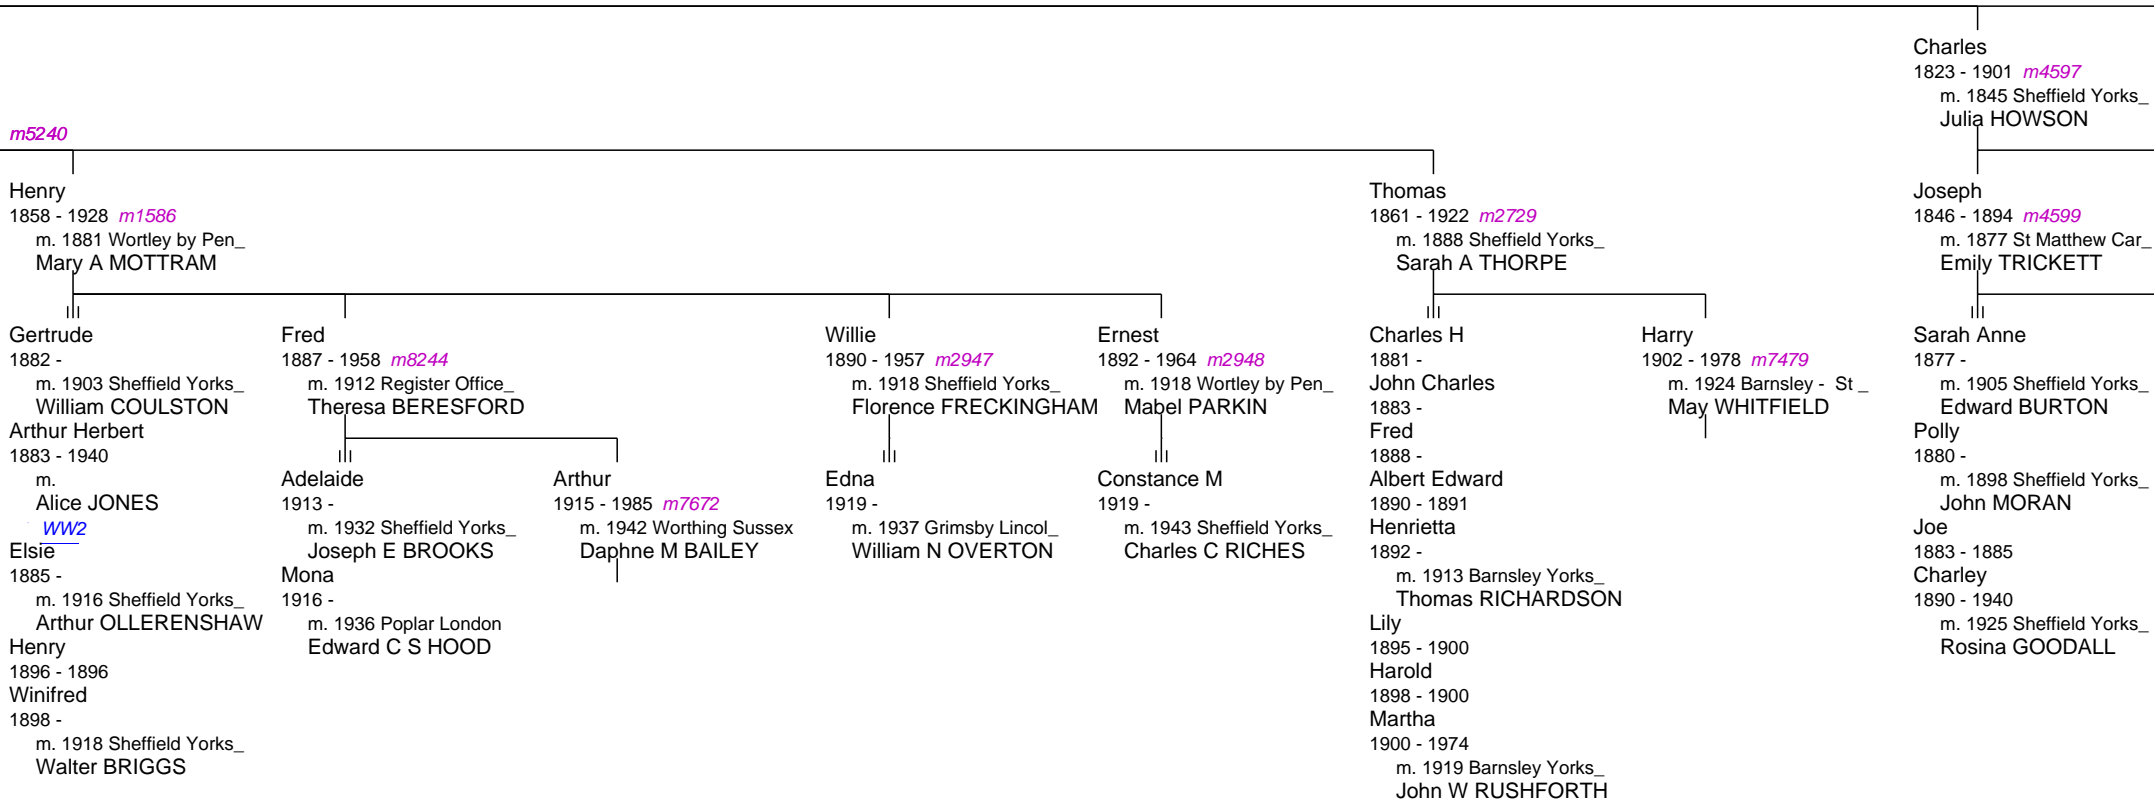 Charles
1823 - 1901 m4597
m. 1845 Sheffield Yorks_
Julia HOWSON
m5240
Henry
1858 - 1928 m1586
m. 1881 Wortley by Pen_
Mary A MOTTRAM
Thomas
1861 - 1922 m2729
m. 1888 Sheffield Yorks_
Sarah A THORPE
Joseph
1846 - 1894 m4599
m. 1877 St Matthew Car_
Emily TRICKETT
Gertrude
1882 -
m. 1903 Sheffield Yorks_
William COULSTON
Arthur Herbert
1883 - 1940
m.
Alice JONES
WW2
Elsie
1885 -
m. 1916 Sheffield Yorks_
Arthur OLLERENSHAW
Henry
1896 - 1896
Winifred
1898 -
m. 1918 Sheffield Yorks_
Walter BRIGGS
Fred
1887 - 1958 m8244
m. 1912 Register Office_
Theresa BERESFORD
Adelaide
1913 -
m. 1932 Sheffield Yorks_
Joseph E BROOKS
Mona
1916 -
m. 1936 Poplar London
Edward C S HOOD
Arthur
1915 - 1985 m7672
m. 1942 Worthing Sussex
Daphne M BAILEY
Willie
1890 - 1957 m2947
m. 1918 Sheffield Yorks_
Florence FRECKINGHAM
Edna
1919 -
m. 1937 Grimsby Lincol_
William N OVERTON
Ernest
1892 - 1964 m2948
m. 1918 Wortley by Pen_
Mabel PARKIN
Constance M
1919 -
m. 1943 Sheffield Yorks_
Charles C RICHES
Charles H
1881 -
John Charles
1883 -
Fred
1888 -
Albert Edward
1890 - 1891
Henrietta
1892 -
m. 1913 Barnsley Yorks_
Thomas RICHARDSON
Lily
1895 - 1900
Harold
1898 - 1900
Martha
1900 - 1974
m. 1919 Barnsley Yorks_
John W RUSHFORTH
Harry
1902 - 1978 m7479
m. 1924 Barnsley - St _
May WHITFIELD
Sarah Anne
1877 -
m. 1905 Sheffield Yorks_
Edward BURTON
Polly
1880 -
m. 1898 Sheffield Yorks_
John MORAN
Joe
1883 - 1885
Charley
1890 - 1940
m. 1925 Sheffield Yorks_
Rosina GOODALL